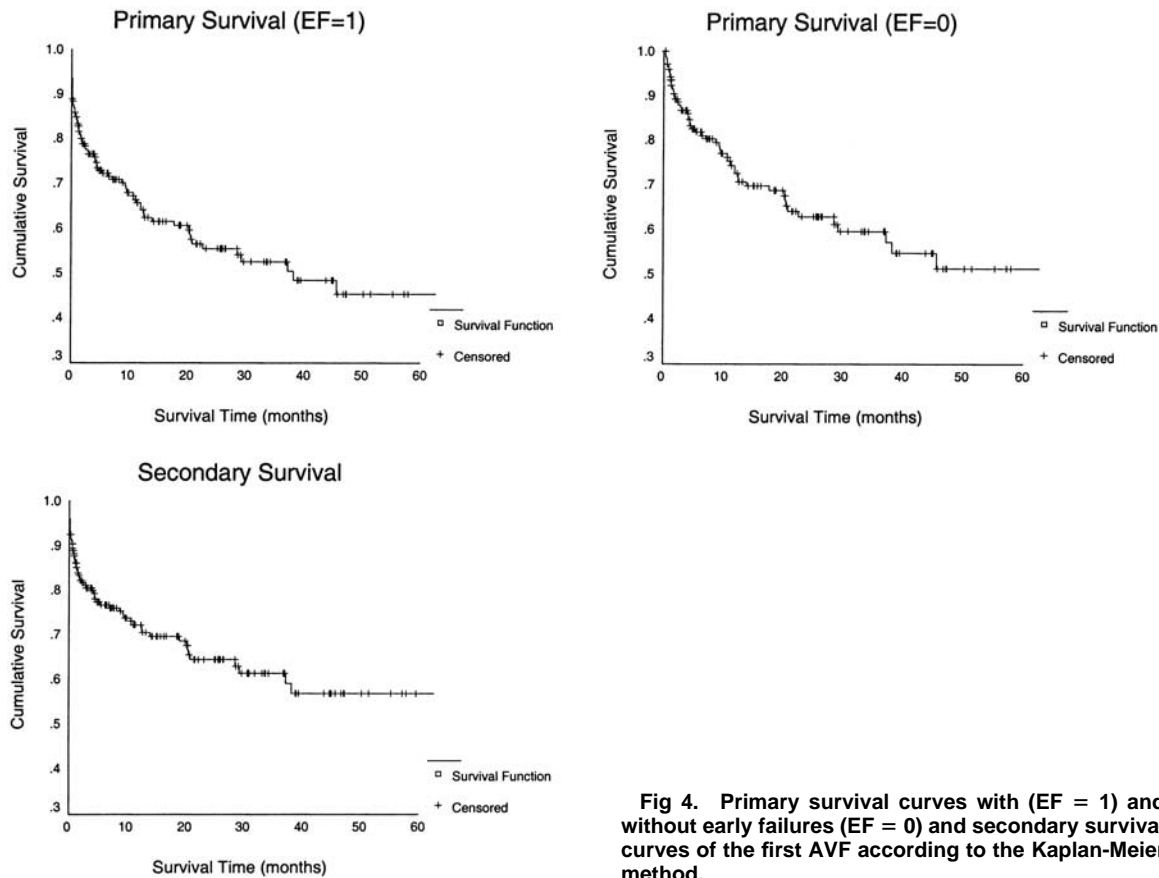 Primary Survival (EF=1)
1.0
.9
.8
.7
.6
.5
.4
.3
Cumulative Survival
Survival Function
Censored
0 10 20 30 40 50 60
Survival Time (months)
Primary Survival (EF=0)
1.0
.9
.8
.7
.6
.5
.4
.3
Cumulative Survival
Survival Function
Censored
0 10 20 30 40 50 60
Survival Time (months)
Secondary Survival
1.0
.9
.8
.7
.6
.5
.4
.3
Cumulative Survival
Survival Function
Censored
0 10 20 30 40 50 60
Survival Time (months)
Fig 4. Primary survival curves with (EF = 1) and
without early failures (EF = 0) and secondary survival
curves of the first AVF according to the Kaplan-Meier
method.